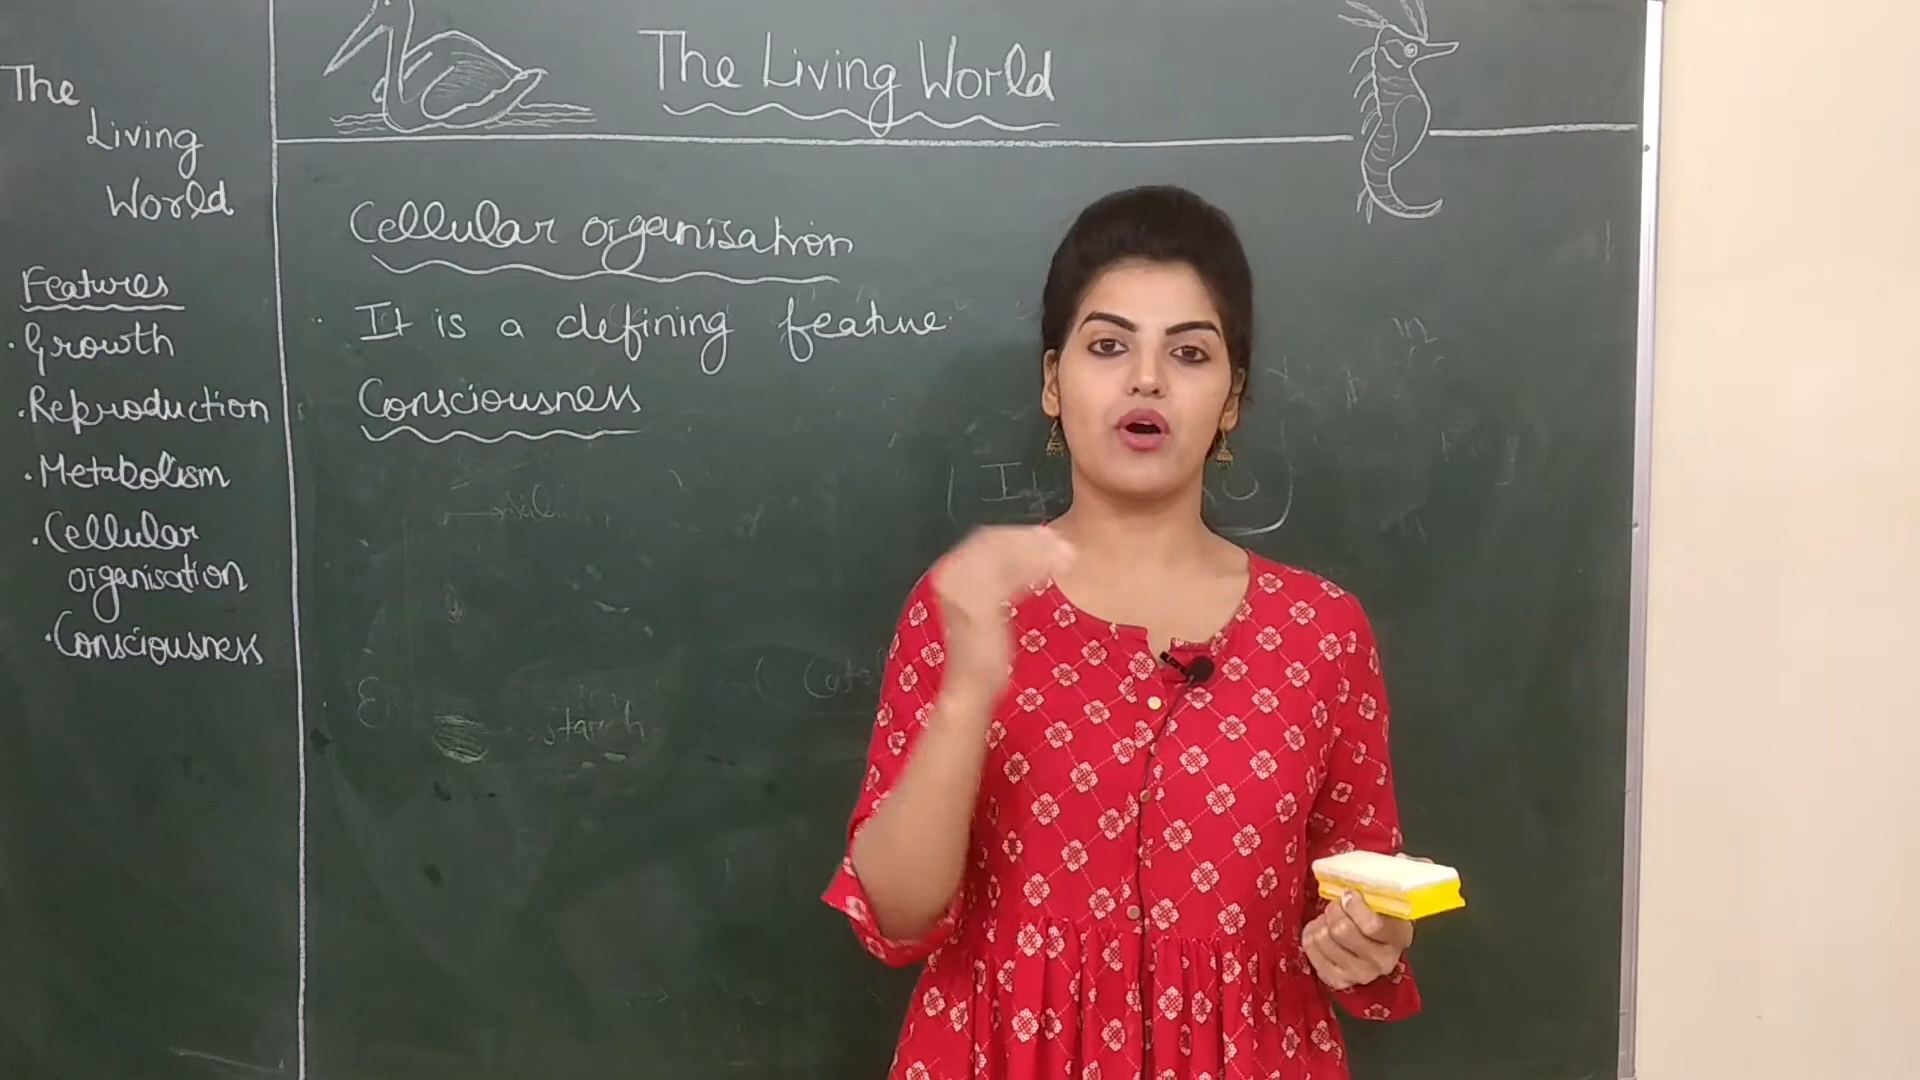 The
Living
World
Features
. Growth
. Reproduction
. Metabolism
. Cellular
organisation
. Consciousness
The Living World
Cellular organisation
. It is a defining feature.
Consciousness
starch